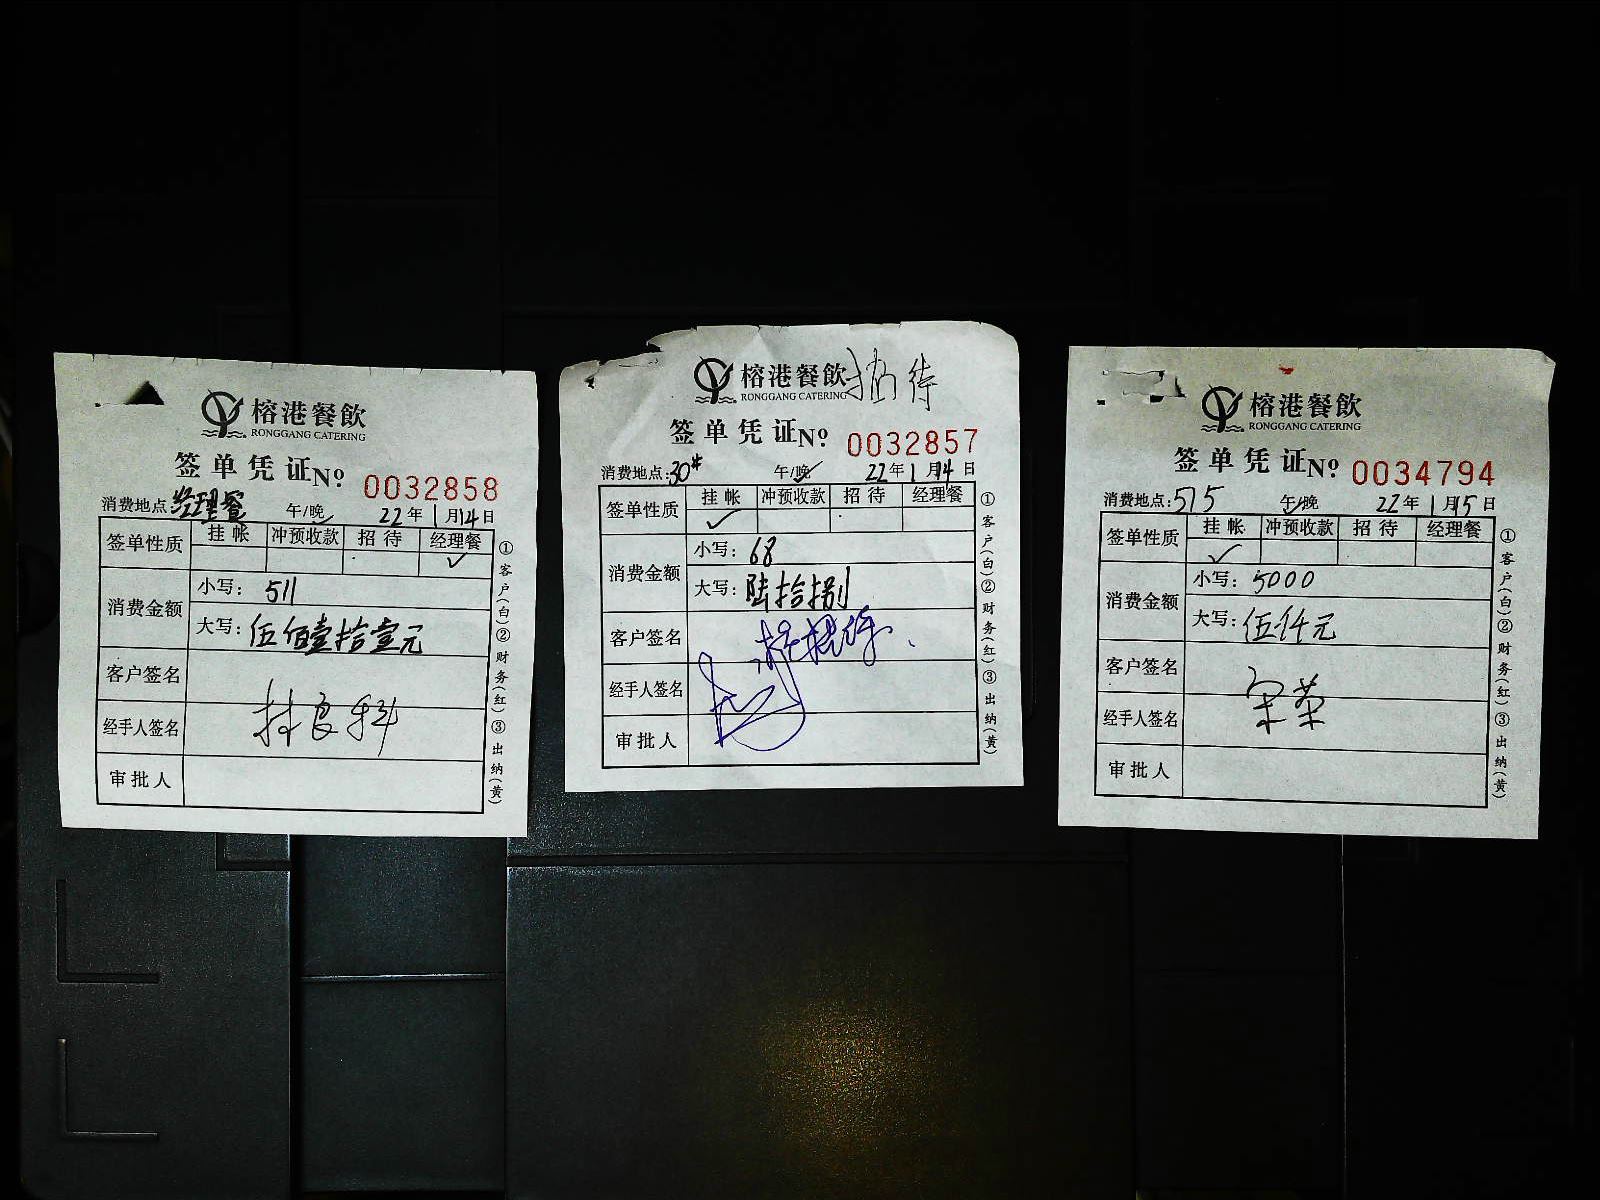 榕港餐飲
RONGGANG CATERING
签单凭证 № 0032858
消费地点 经理餐 午/晚 22年1月14日
签单性质 挂帐 冲预收款 招待 经理餐
✓
消费金额 小写: 511
大写: 伍佰壹拾壹元
客户签名
经手人签名
审批人
①客户(白)②财务(红)③出纳(黄)
榕港餐飲 招待
RONGGANG CATERING
签单凭证 № 0032857
消费地点: 30# 午/晚 22年1月14日
签单性质 挂帐 冲预收款 招待 经理餐
✓
消费金额 小写: 68
大写: 陆拾捌
客户签名
经手人签名
审批人
①客户(白)②财务(红)③出纳(黄)
榕港餐飲
RONGGANG CATERING
签单凭证 № 0034794
消费地点: 515 午/晚 22年1月15日
签单性质 挂帐 冲预收款 招待 经理餐
✓
消费金额 小写: 5000
大写: 伍仟元
客户签名
宋荣
经手人签名
审批人
①客户(白)②财务(红)③出纳(黄)